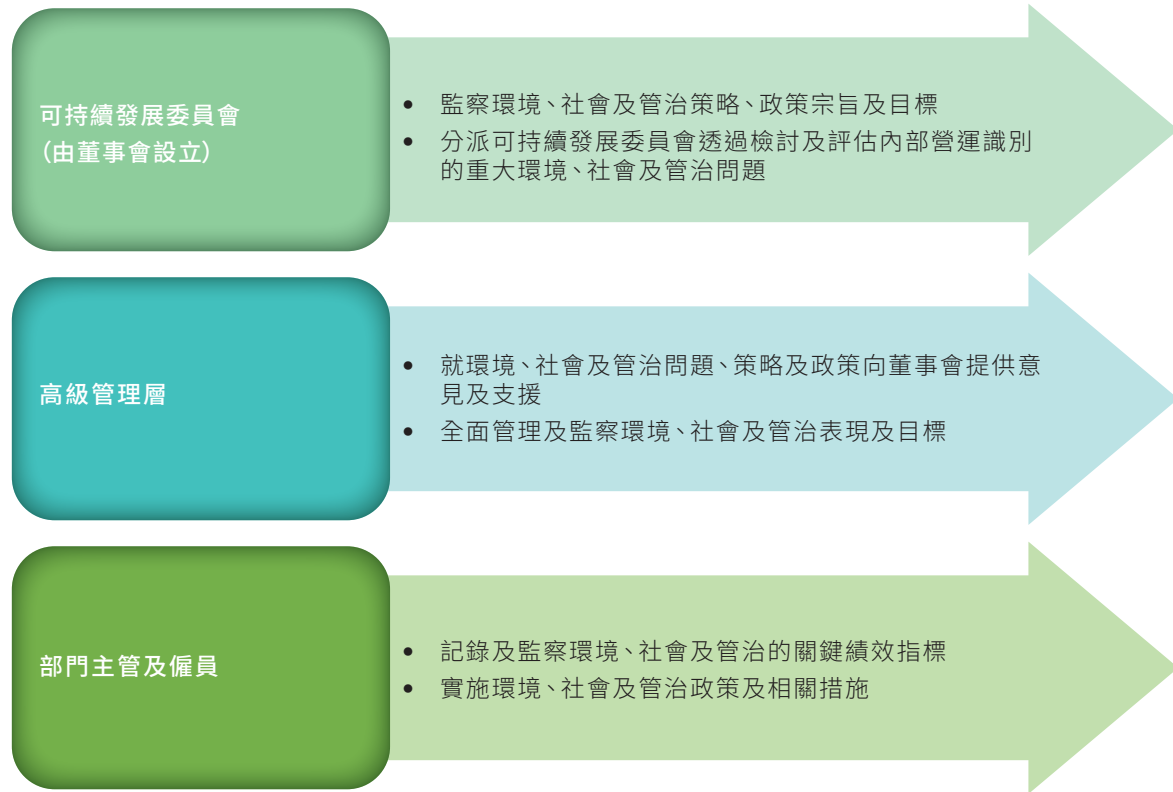 可持續發展委員會
（由董事會設立）
• 監察環境、社會及管治策略、政策宗旨及目標
• 分派可持續發展委員會透過檢討及評估內部營運識別
的重大環境、社會及管治問題
高級管理層
• 就環境、社會及管治問題、策略及政策向董事會提供意
見及支援
• 全面管理及監察環境、社會及管治表現及目標
部門主管及僱員
• 記錄及監察環境、社會及管治的關鍵績效指標
• 實施環境、社會及管治政策及相關措施